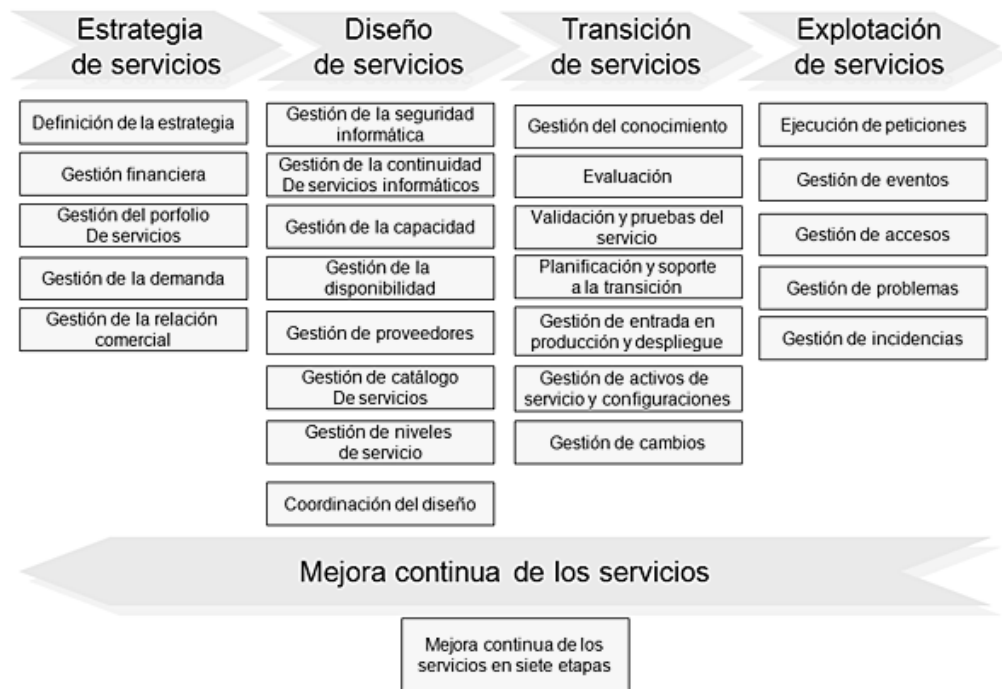 Estrategia
de servicios
Diseño
de servicios
Transición
de servicios
Explotación
de servicios
Definición de la estrategia
Gestión financiera
Gestión del porfolio
De servicios
Gestión de la demanda
Gestión de la relación
comercial
Gestión de la seguridad
informática
Gestión de la continuidad
De servicios informáticos
Gestión de la capacidad
Gestión de la
disponibilidad
Gestión de proveedores
Gestión de catálogo
De servicios
Gestión de niveles
de servicio
Coordinación del diseño
Gestión del conocimiento
Evaluación
Validación y pruebas del
servicio
Planificación y soporte
a la transición
Gestión de entrada en
producción y despliegue
Gestión de activos de
servicio y configuraciones
Gestión de cambios
Ejecución de peticiones
Gestión de eventos
Gestión de accesos
Gestión de problemas
Gestión de incidencias
Mejora continua de los servicios
Mejora continua de los
servicios en siete etapas